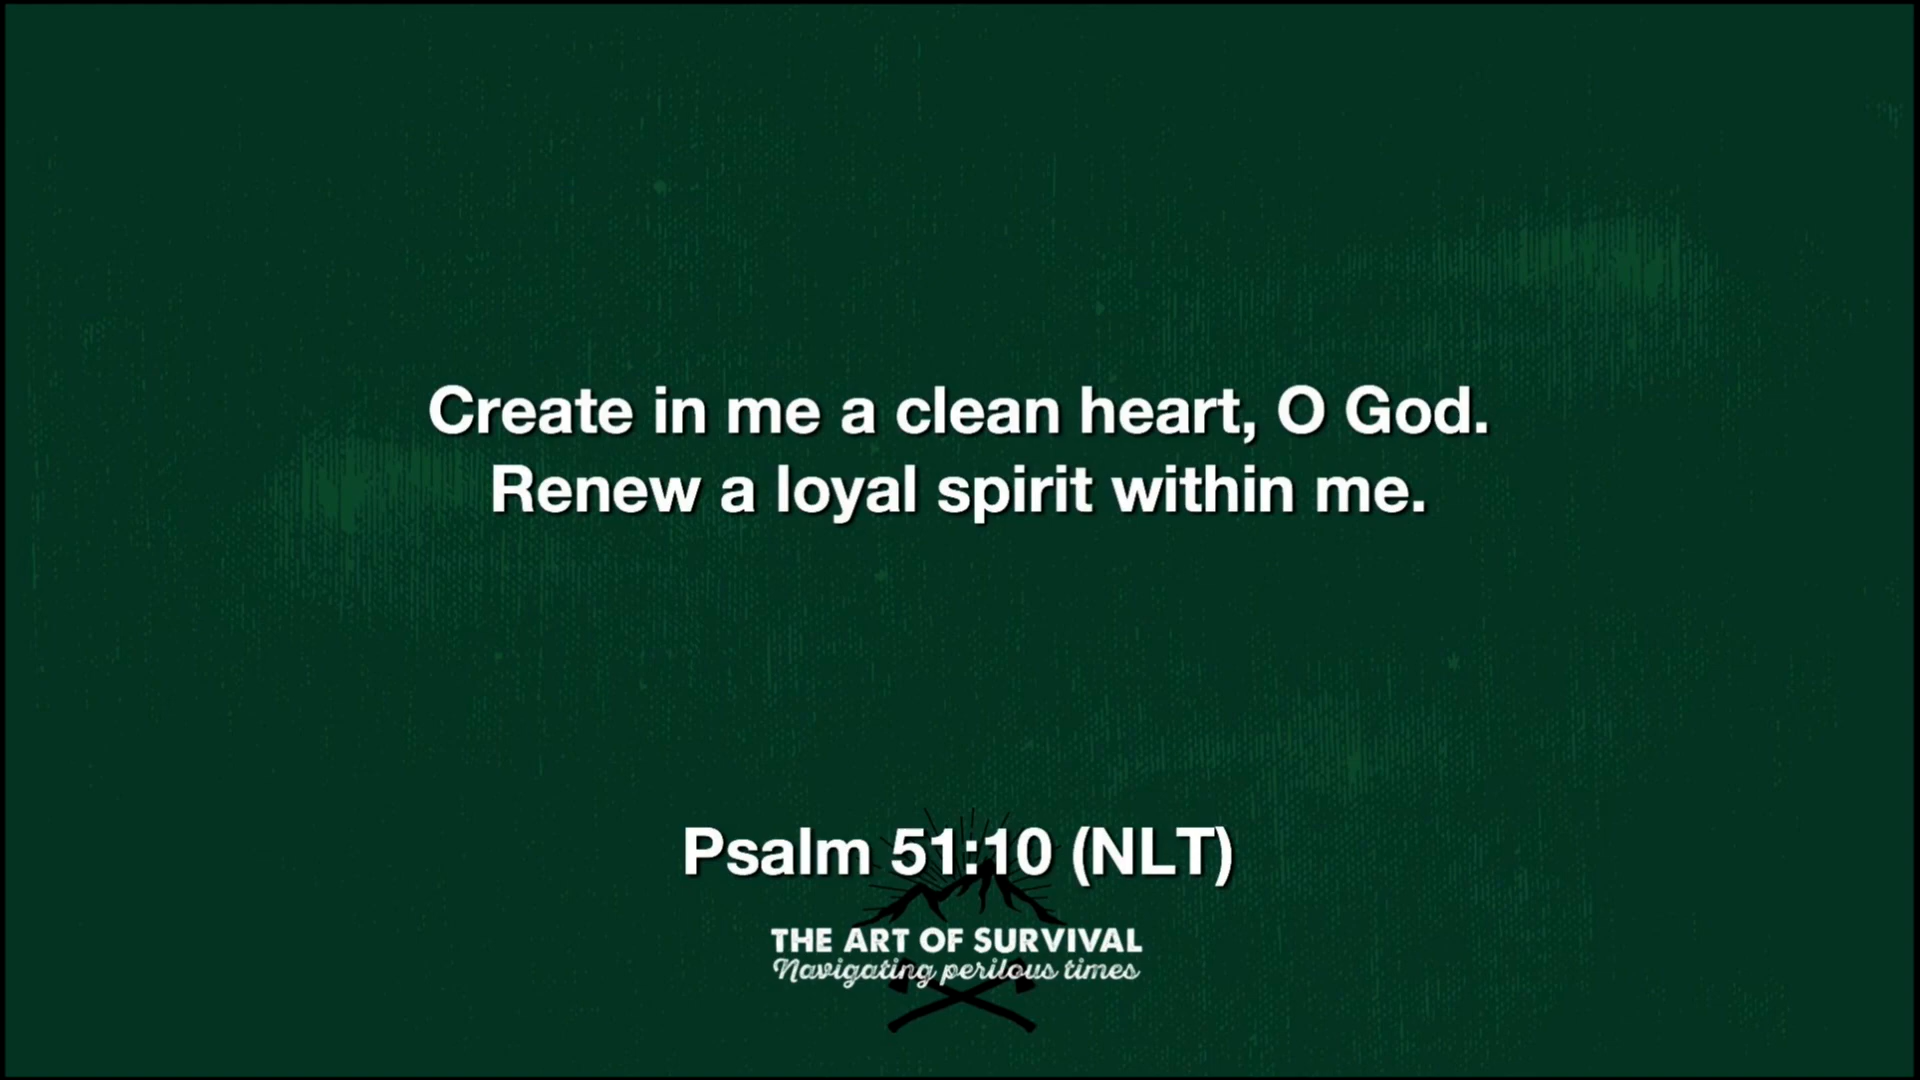 Create in me a clean heart, O God.
Renew a loyal spirit within me.
Psalm 51:10 (NLT)
THE ART OF SURVIVAL
Navigating perilous times